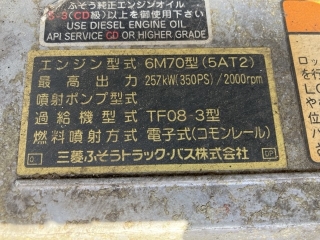 ふそう純正エンジンオイル
S-3(CD級)以上を御使用下さい
USE DIESEL ENGINE OIL
API SERVICE CD OR HIGHER GRADE
エンジン型式 6M70型(5AT2)
最高出力 257kW(350PS)/2000rpm
噴射ポンプ型式
過給機型式 TF08-3型
燃料噴射方式 電子式(コモンレール)
三菱ふそうトラック・バス株式会社